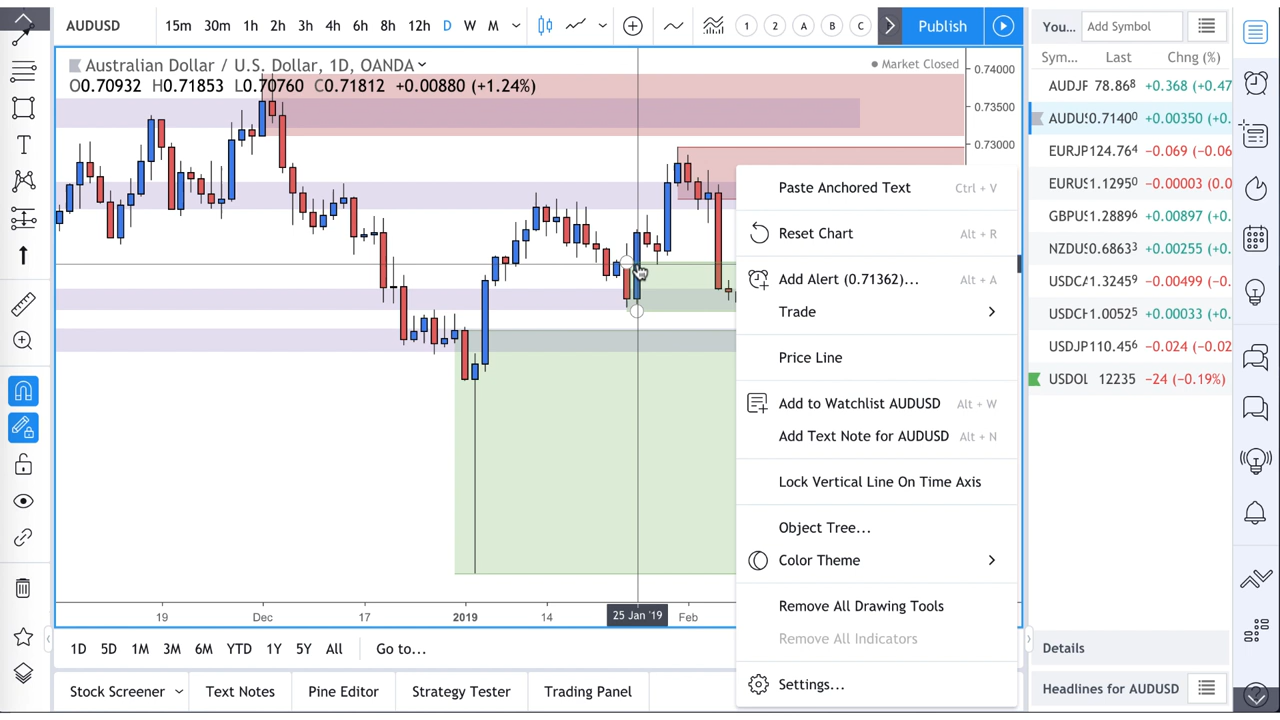 AUDUSD
15m 30m 1h 2h 3h 4h 6h 8h 12h D W M
1 2 A B C
Publish
Australian Dollar / U.S. Dollar, 1D, OANDA
Market Closed
O0.70932 H0.71853 L0.70760 C0.71812 +0.00880 (+1.24%)
0.74000
0.73500
0.73000
Paste Anchored Text Ctrl + V
Reset Chart Alt + R
Add Alert (0.71362)... Alt + A
Trade
Price Line
Add to Watchlist AUDUSD Alt + W
Add Text Note for AUDUSD Alt + N
Lock Vertical Line On Time Axis
Object Tree...
Color Theme
Remove All Drawing Tools
Remove All Indicators
Settings...
19 Dec 17 2019 14 25 Jan '19 Feb
1D 5D 1M 3M 6M YTD 1Y 5Y All Go to...
Stock Screener Text Notes Pine Editor Strategy Tester Trading Panel
You... Add Symbol
Sym... Last Chng (%)
AUDJF 78.868 +0.368 (+0.47
AUDU 0.71400 +0.00350 (+0.
EURJP 124.764 −0.069 (−0.06
EURUS 1.12950 −0.00003 (0.0
GBPUS 1.28896 +0.00897 (+0.
NZDUS 0.68633 +0.00255 (+0.
USDCA 1.32459 −0.00499 (−0.
USDCH 1.00525 +0.00033 (+0.
USDJP 110.456 −0.024 (−0.02
USDOL 12235 −24 (−0.19%)
Details
Headlines for AUDUSD